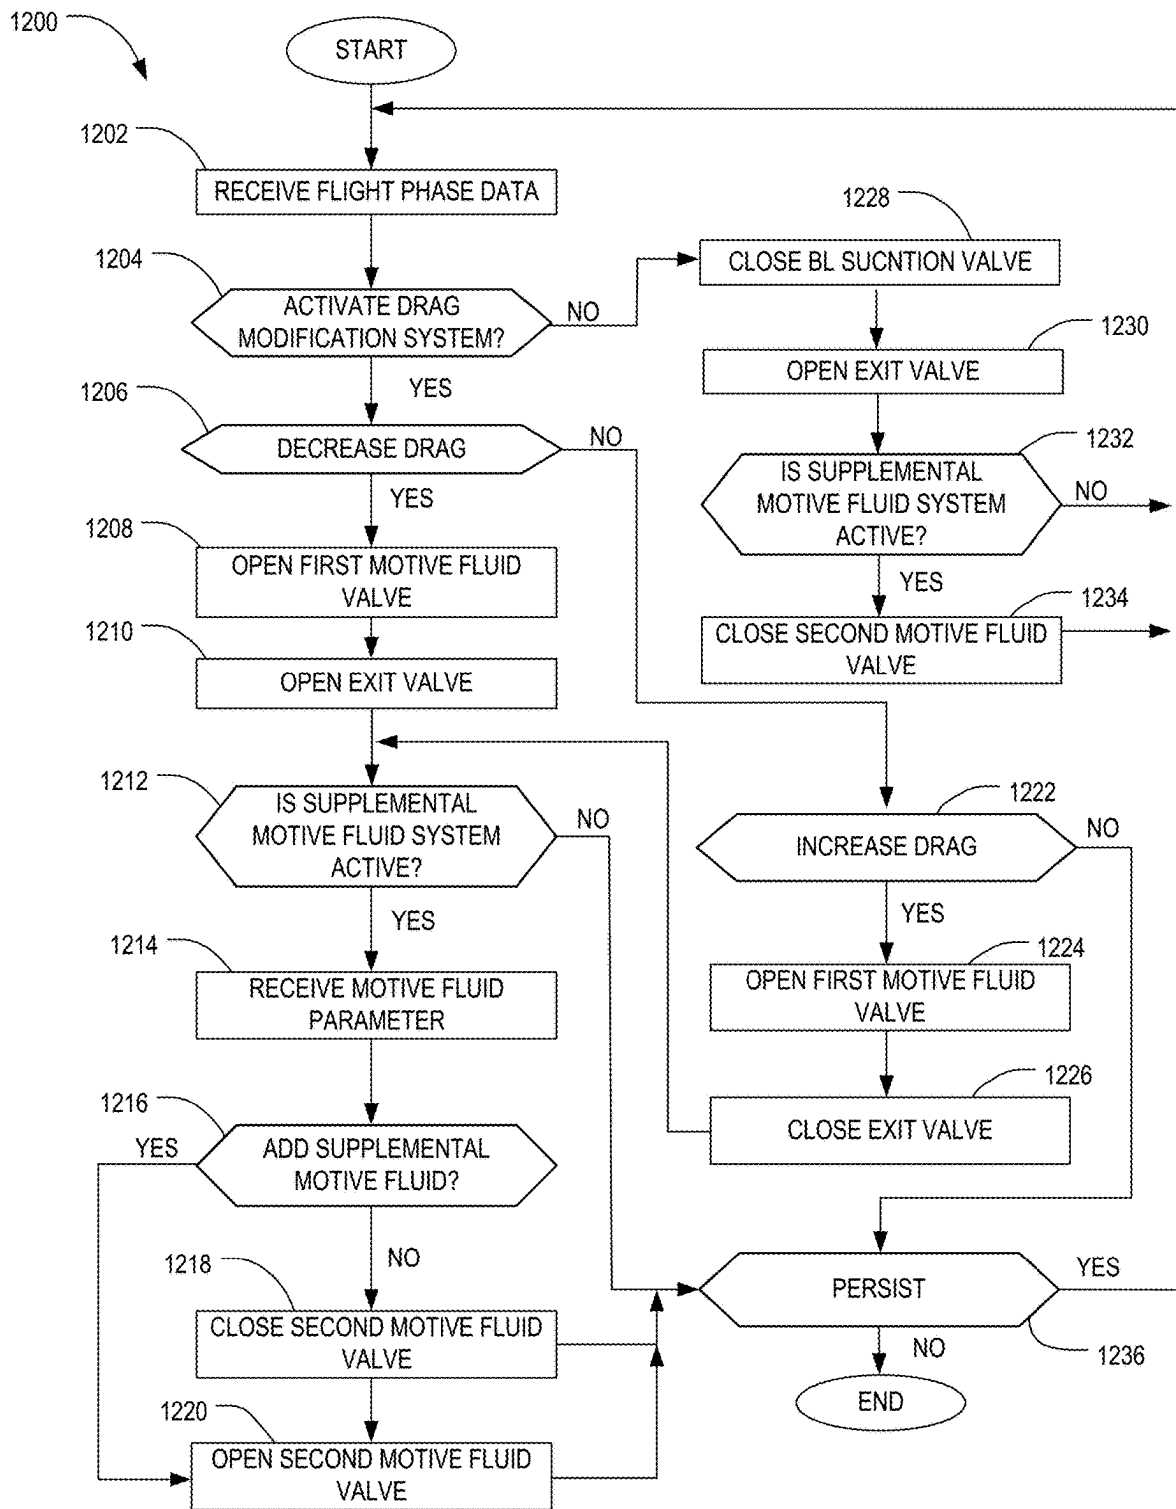 1200
START
1202
RECEIVE FLIGHT PHASE DATA
1204
ACTIVATE DRAG
MODIFICATION SYSTEM?
NO
YES
1206
DECREASE DRAG
NO
YES
1208
OPEN FIRST MOTIVE FLUID
VALVE
1210
OPEN EXIT VALVE
1212
IS SUPPLEMENTAL
MOTIVE FLUID SYSTEM
ACTIVE?
NO
YES
1214
RECEIVE MOTIVE FLUID
PARAMETER
1216
YES
ADD SUPPLEMENTAL
MOTIVE FLUID?
NO
1218
CLOSE SECOND MOTIVE FLUID
VALVE
1220
OPEN SECOND MOTIVE FLUID
VALVE
1228
CLOSE BL SUCNTION VALVE
1230
OPEN EXIT VALVE
1232
IS SUPPLEMENTAL
MOTIVE FLUID SYSTEM
ACTIVE?
NO
YES
1234
CLOSE SECOND MOTIVE FLUID
VALVE
1222
INCREASE DRAG
NO
YES
1224
OPEN FIRST MOTIVE FLUID
VALVE
1226
CLOSE EXIT VALVE
PERSIST
YES
NO
1236
END